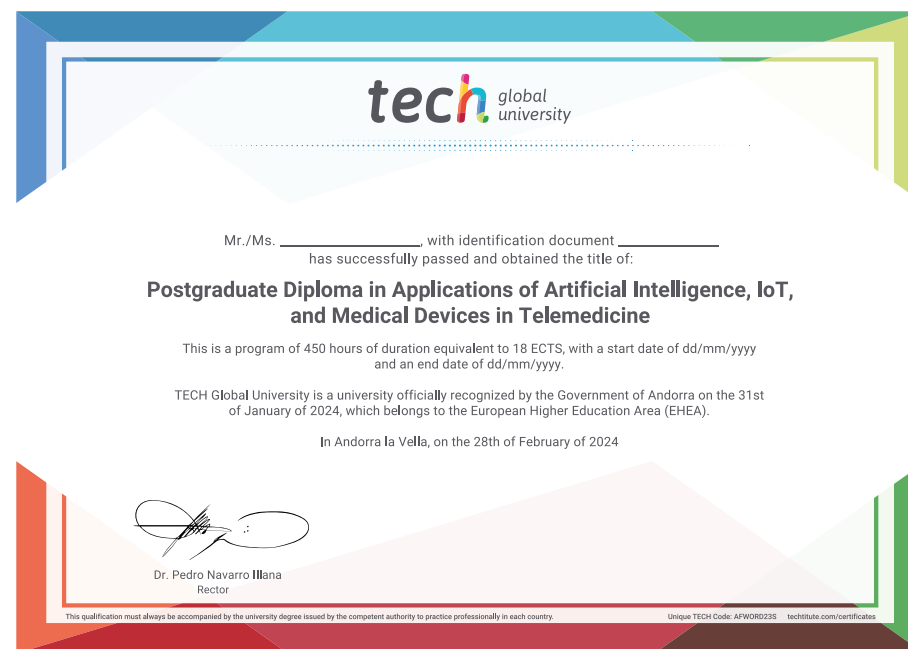 tech global university
Mr./Ms. ____________________, with identification document ______________
has successfully passed and obtained the title of:
Postgraduate Diploma in Applications of Artificial Intelligence, IoT,
and Medical Devices in Telemedicine
This is a program of 450 hours of duration equivalent to 18 ECTS, with a start date of dd/mm/yyyy
and an end date of dd/mm/yyyy.
TECH Global University is a university officially recognized by the Government of Andorra on the 31st
of January of 2024, which belongs to the European Higher Education Area (EHEA).
In Andorra la Vella, on the 28th of February of 2024
Dr. Pedro Navarro Illana
Rector
This qualification must always be accompanied by the university degree issued by the competent authority to practice professionally in each country. Unique TECH Code: AFWORD23S techtitute.com/certificates